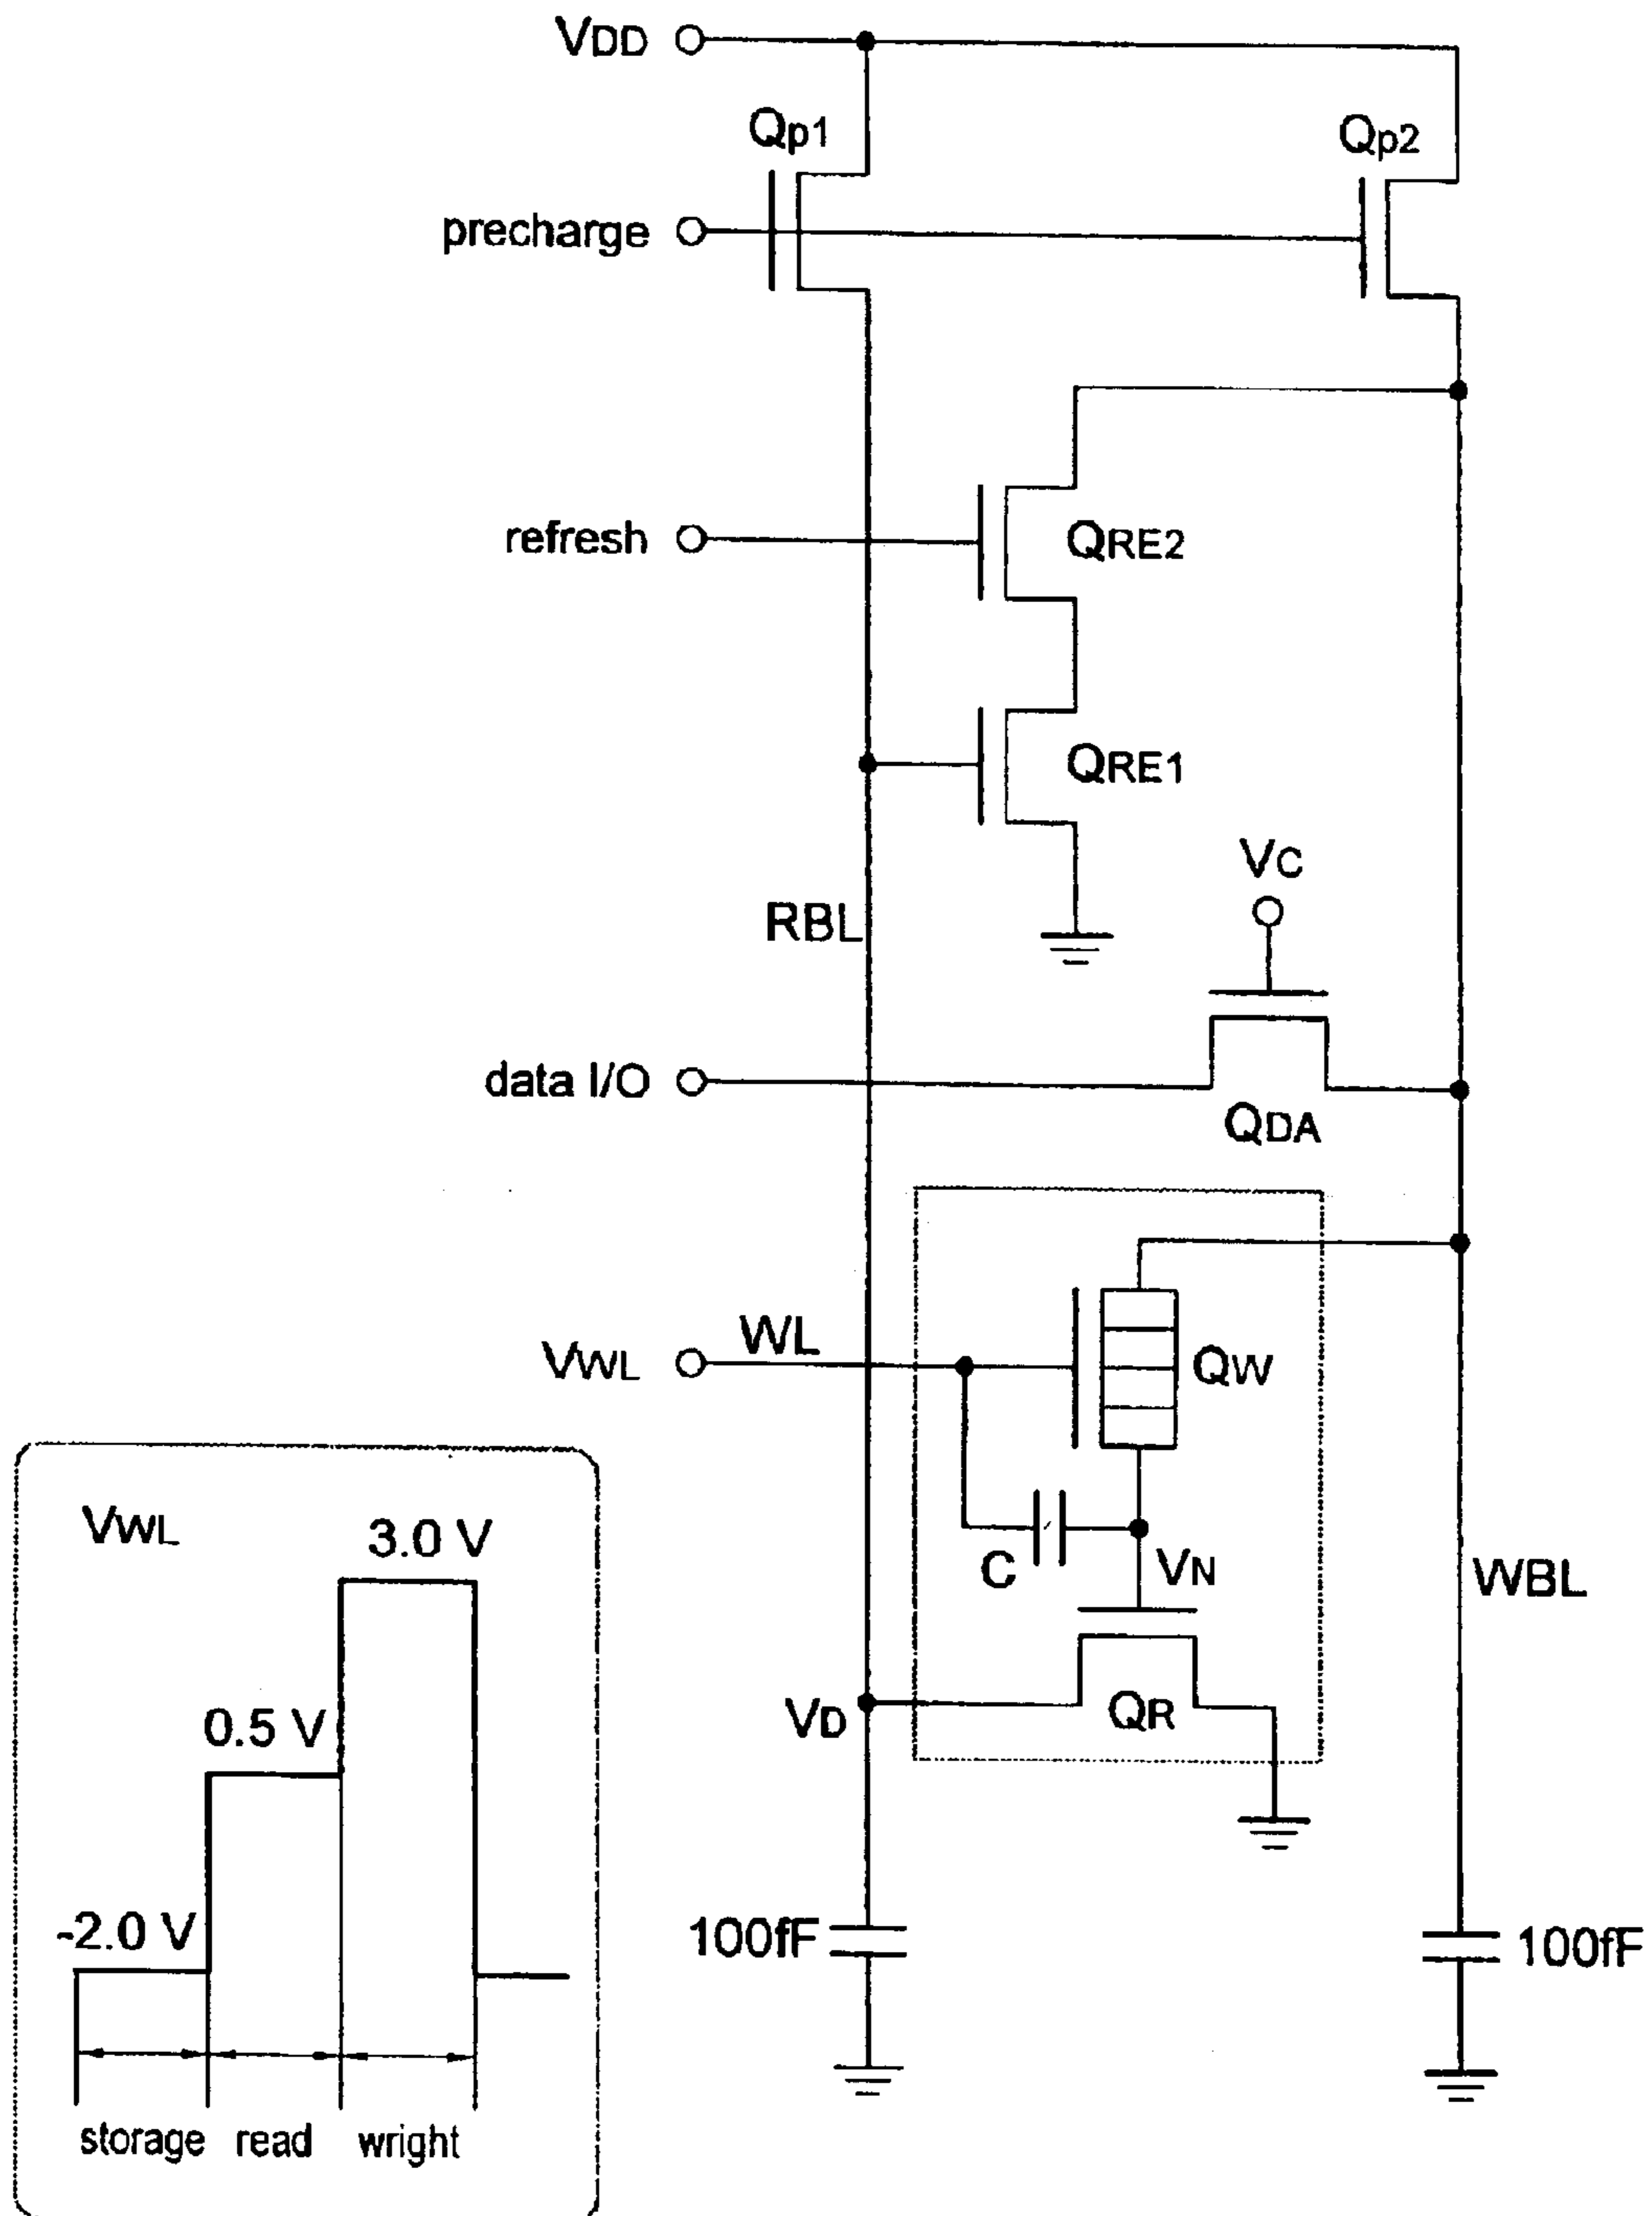 VDD
Qp1
Qp2
precharge
refresh
QRE2
QRE1
VC
RBL
data I/O
QDA
WL
VWL
QW
C
VN
WBL
VD
QR
100fF
100fF
VWL
3.0 V
0.5 V
-2.0 V
storage read wright